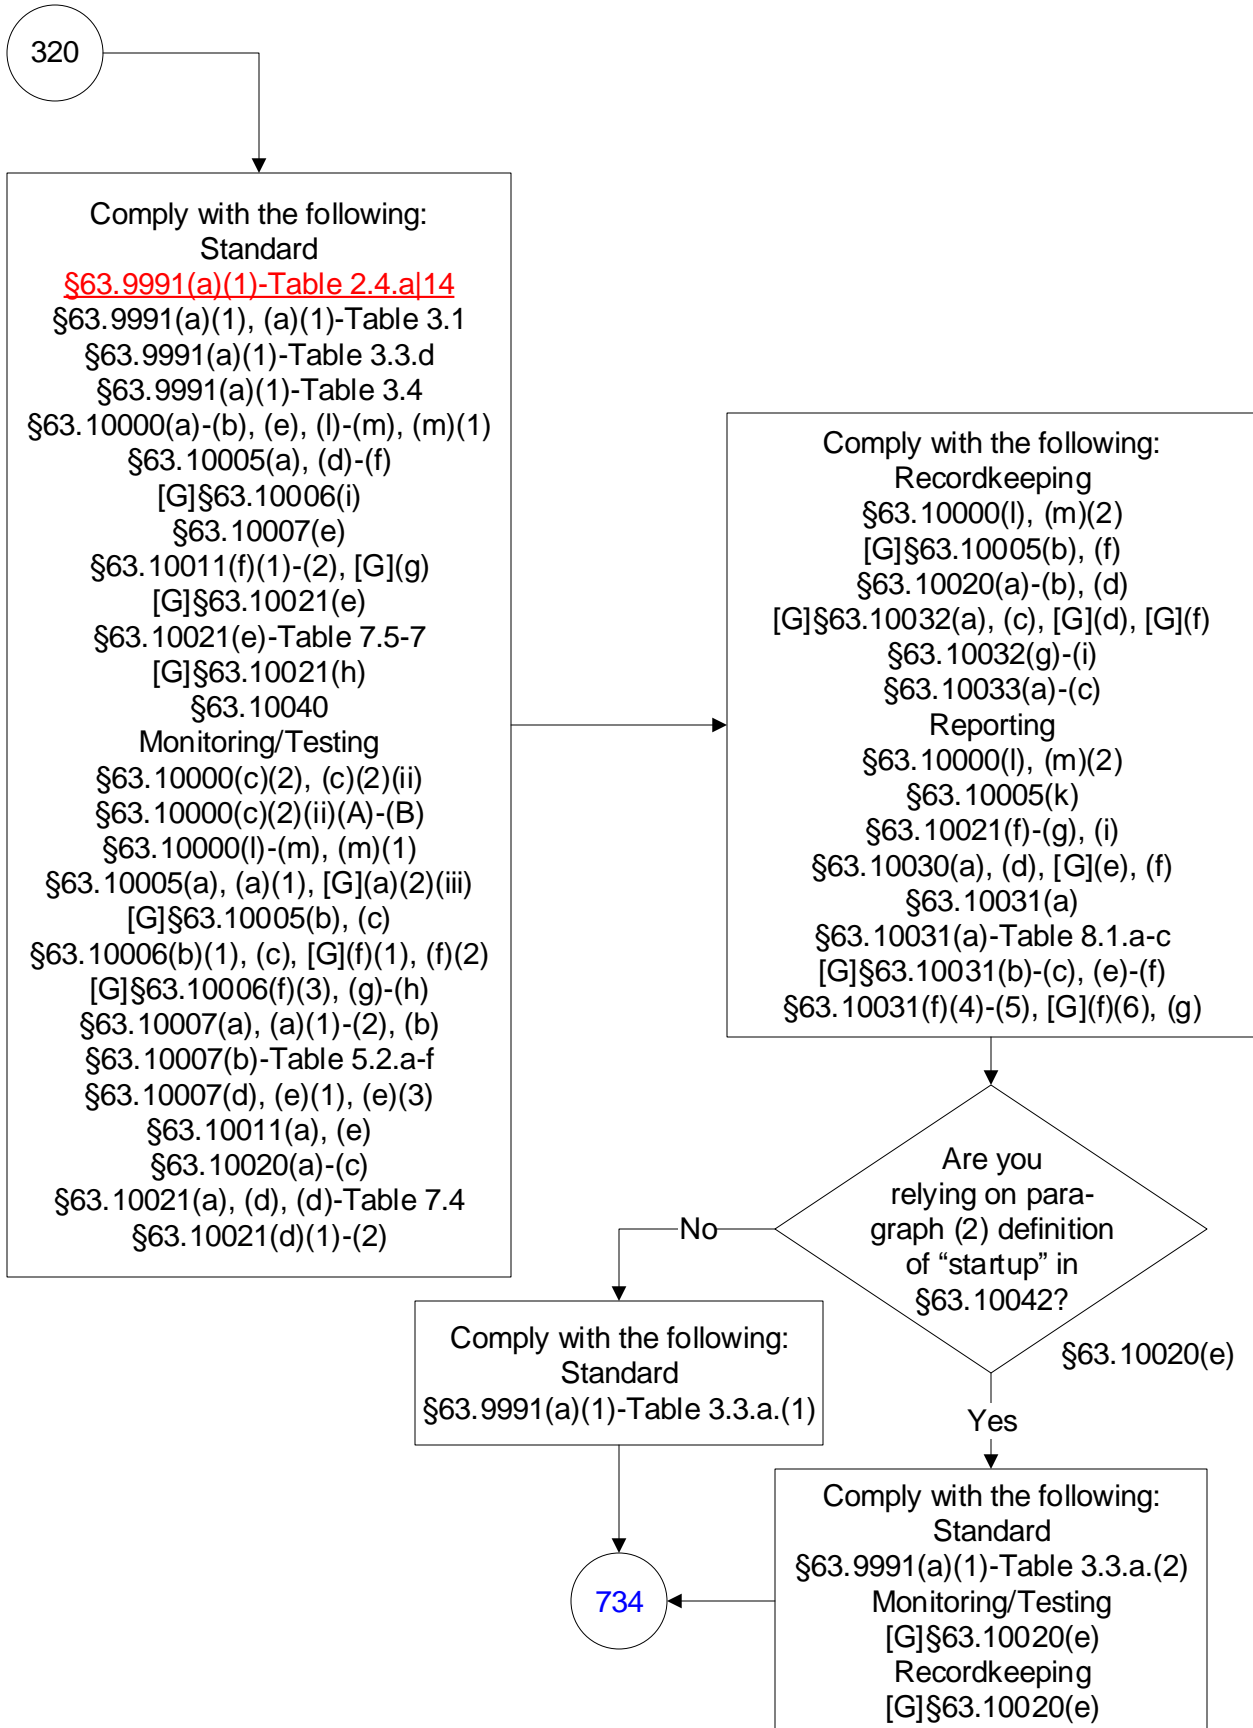 320
Comply with the following:
Standard
§63.9991(a)(1)-Table 2.4.a|14
§63.9991(a)(1), (a)(1)-Table 3.1
§63.9991(a)(1)-Table 3.3.d
§63.9991(a)(1)-Table 3.4
§63.10000(a)-(b), (e), (l)-(m), (m)(1)
§63.10005(a), (d)-(f)
[G]§63.10006(i)
§63.10007(e)
§63.10011(f)(1)-(2), [G](g)
[G]§63.10021(e)
§63.10021(e)-Table 7.5-7
[G]§63.10021(h)
§63.10040
Monitoring/Testing
§63.10000(c)(2), (c)(2)(ii)
§63.10000(c)(2)(ii)(A)-(B)
§63.10000(l)-(m), (m)(1)
§63.10005(a), (a)(1), [G](a)(2)(iii)
[G]§63.10005(b), (c)
§63.10006(b)(1), (c), [G](f)(1), (f)(2)
[G]§63.10006(f)(3), (g)-(h)
§63.10007(a), (a)(1)-(2), (b)
§63.10007(b)-Table 5.2.a-f
§63.10007(d), (e)(1), (e)(3)
§63.10011(a), (e)
§63.10020(a)-(c)
§63.10021(a), (d), (d)-Table 7.4
§63.10021(d)(1)-(2)
Comply with the following:
Recordkeeping
§63.10000(l), (m)(2)
[G]§63.10005(b), (f)
§63.10020(a)-(b), (d)
[G]§63.10032(a), (c), [G](d), [G](f)
§63.10032(g)-(i)
§63.10033(a)-(c)
Reporting
§63.10000(l), (m)(2)
§63.10005(k)
§63.10021(f)-(g), (i)
§63.10030(a), (d), [G](e), (f)
§63.10031(a)
§63.10031(a)-Table 8.1.a-c
[G]§63.10031(b)-(c), (e)-(f)
§63.10031(f)(4)-(5), [G](f)(6), (g)
Are you
relying on para-
graph (2) definition
of “startup” in
§63.10042?
§63.10020(e)
No
Comply with the following:
Standard
§63.9991(a)(1)-Table 3.3.a.(1)
Yes
Comply with the following:
Standard
§63.9991(a)(1)-Table 3.3.a.(2)
Monitoring/Testing
[G]§63.10020(e)
Recordkeeping
[G]§63.10020(e)
734